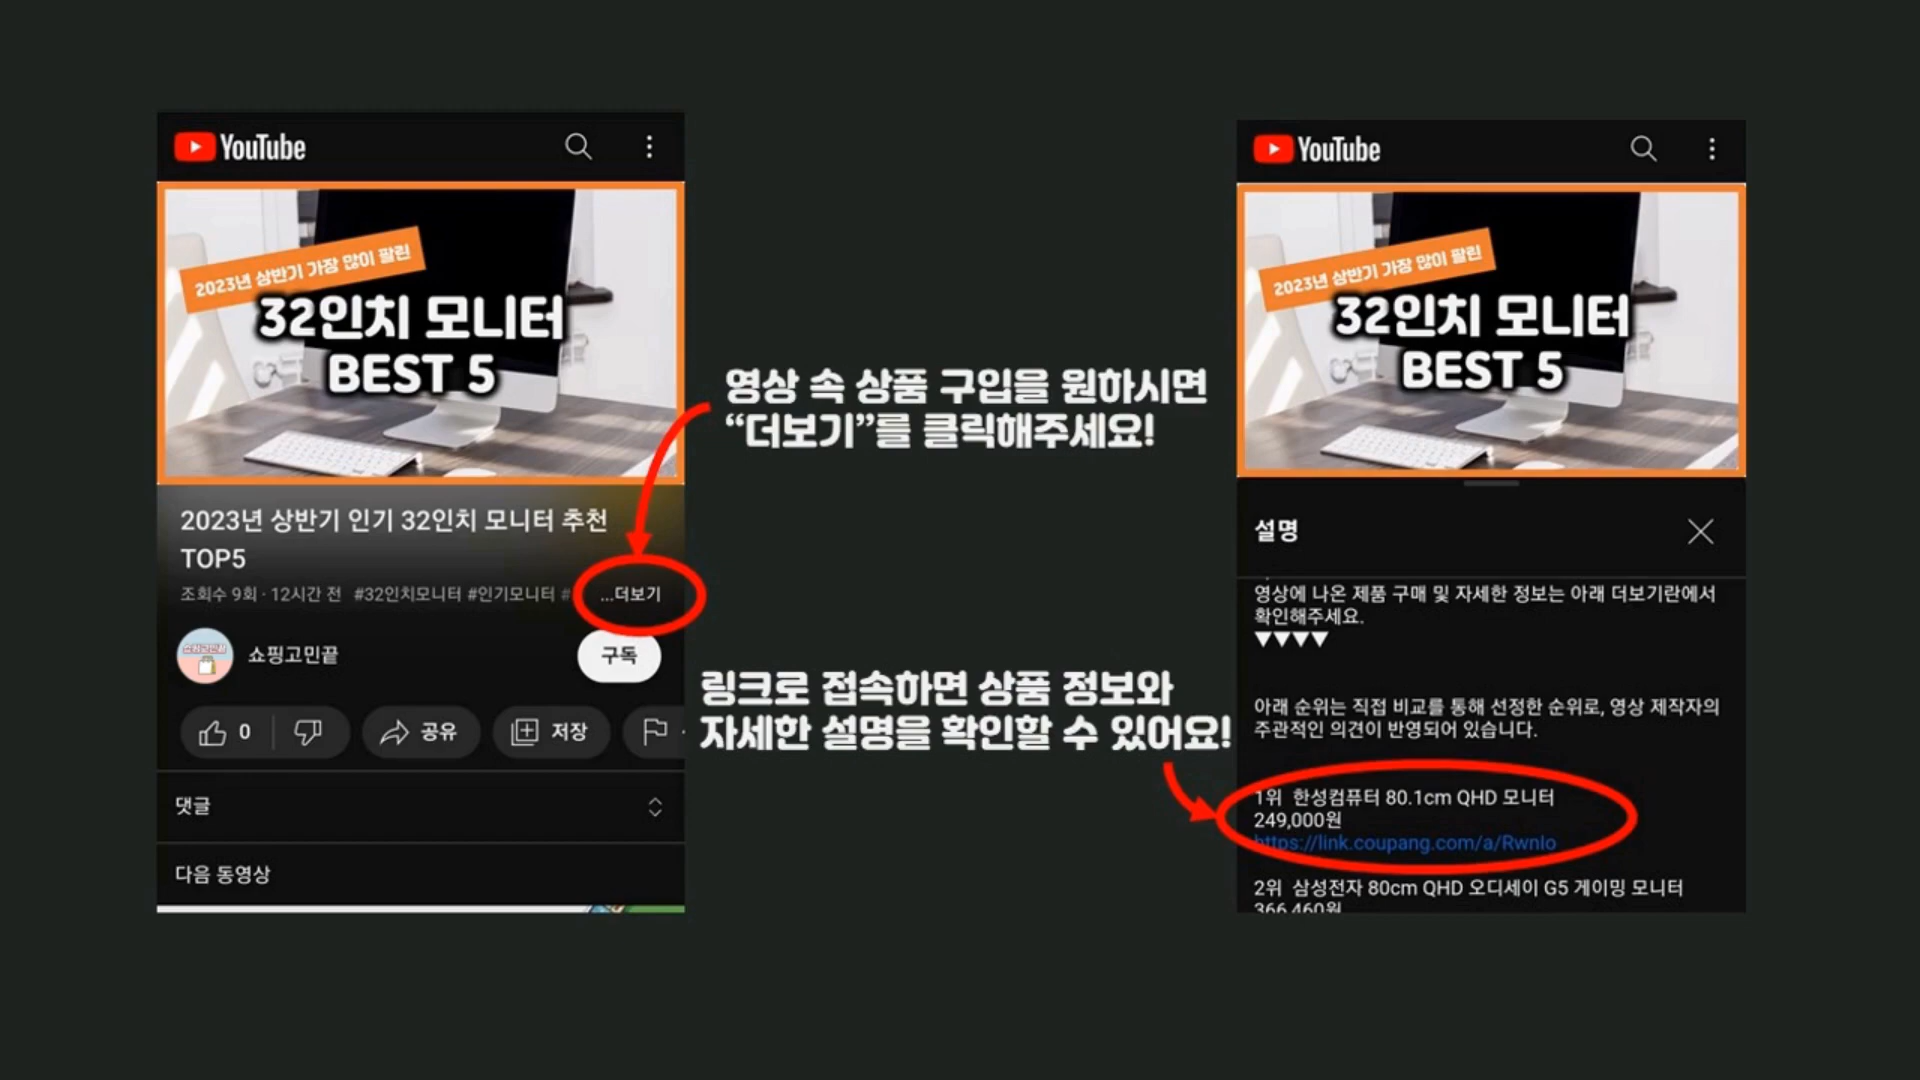 YouTube
2023년 상반기 가장 많이 팔린
32인치 모니터
BEST 5
2023년 상반기 인기 32인치 모니터 추천
TOP5
조회수 9회 · 12시간 전 #32인치모니터 #인기모니터 # ...더보기
쇼핑고민끝
쇼핑고민끝
구독
0
공유
저장
댓글
다음 동영상
영상 속 상품 구입을 원하시면
“더보기”를 클릭해주세요!
링크로 접속하면 상품 정보와
자세한 설명을 확인할 수 있어요!
YouTube
2023년 상반기 가장 많이 팔린
32인치 모니터
BEST 5
설명
영상에 나온 제품 구매 및 자세한 정보는 아래 더보기란에서
확인해주세요.
▼▼▼▼
아래 순위는 직접 비교를 통해 선정한 순위로, 영상 제작자의
주관적인 의견이 반영되어 있습니다.
1위 한성컴퓨터 80.1cm QHD 모니터
249,000원
https://link.coupang.com/a/RwnIo
2위 삼성전자 80cm QHD 오디세이 G5 게이밍 모니터
366,460원